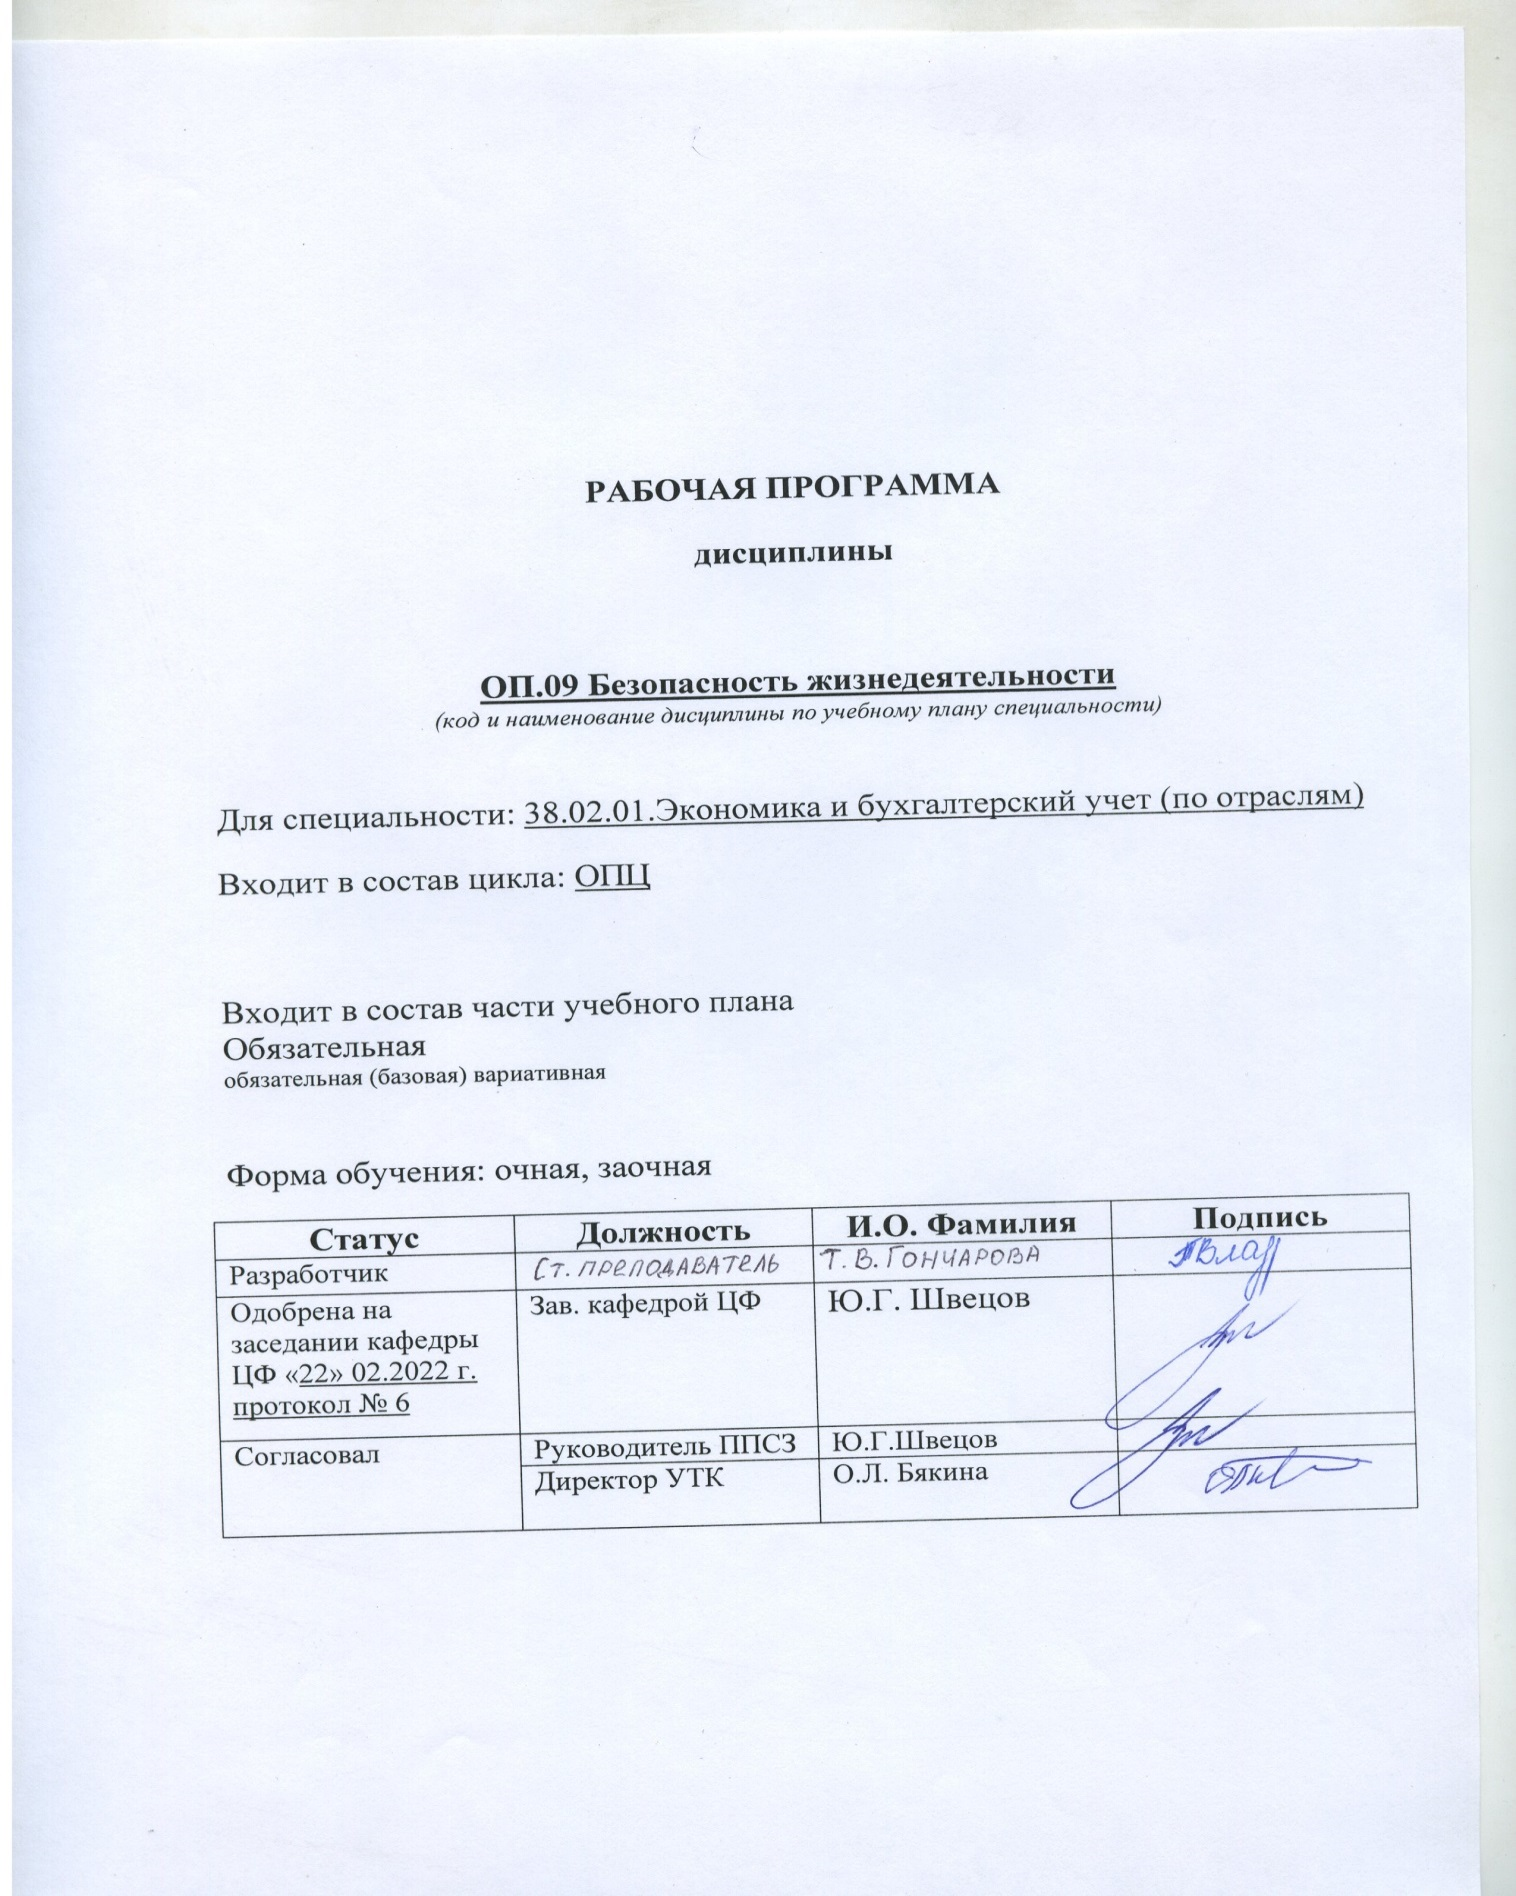 РАБОЧАЯ ПРОГРАММА
дисциплины
ОП.09 Безопасность жизнедеятельности
(код и наименование дисциплины по учебному плану специальности)
Для специальности: 38.02.01.Экономика и бухгалтерский учет (по отраслям)
Входит в состав цикла: ОПЦ
Входит в состав части учебного плана
Обязательная
обязательная (базовая) вариативная
Форма обучения: очная, заочная
Статус Должность И.О. Фамилия Подпись
Разработчик Ст. преподаватель Т. В. Гончарова
Одобрена на Зав. кафедрой ЦФ Ю.Г. Швецов
заседании кафедры
ЦФ «22» 02.2022 г.
протокол № 6
Согласовал Руководитель ППСЗ Ю.Г.Швецов
Директор УТК О.Л. Бякина